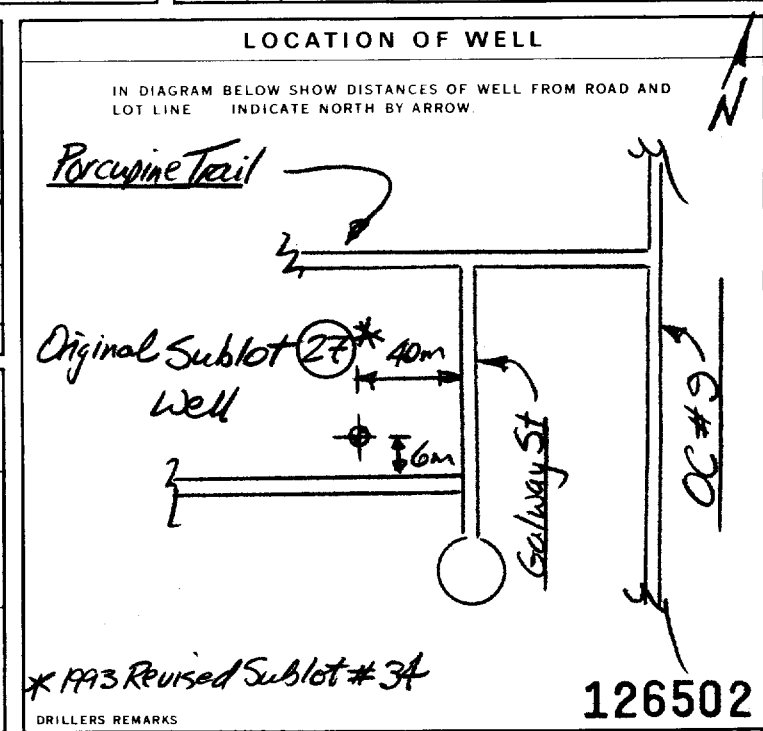 LOCATION OF WELL
IN DIAGRAM BELOW SHOW DISTANCES OF WELL FROM ROAD AND
LOT LINE INDICATE NORTH BY ARROW.
N
Porcupine Trail
Original Sublot 27*
Well
40m
6m
Galway St
OC #9
* 1993 Revised Sublot # 34
126502
DRILLERS REMARKS